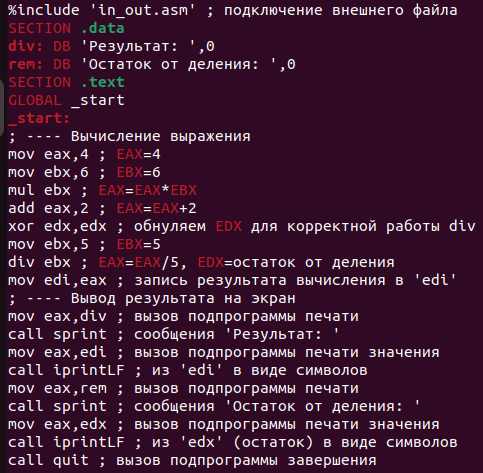 %include 'in_out.asm' ; подключение внешнего файла
SECTION .data
div: DB 'Результат: ',0
rem: DB 'Остаток от деления: ',0
SECTION .text
GLOBAL _start
_start:
; ---- Вычисление выражения
mov eax,4 ; EAX=4
mov ebx,6 ; EBX=6
mul ebx ; EAX=EAX*EBX
add eax,2 ; EAX=EAX+2
xor edx,edx ; обнуляем EDX для корректной работы div
mov ebx,5 ; EBX=5
div ebx ; EAX=EAX/5, EDX=остаток от деления
mov edi,eax ; запись результата вычисления в 'edi'
; ---- Вывод результата на экран
mov eax,div ; вызов подпрограммы печати
call sprint ; сообщения 'Результат: '
mov eax,edi ; вызов подпрограммы печати значения
call iprintLF ; из 'edi' в виде символов
mov eax,rem ; вызов подпрограммы печати
call sprint ; сообщения 'Остаток от деления: '
mov eax,edx ; вызов подпрограммы печати значения
call iprintLF ; из 'edx' (остаток) в виде символов
call quit ; вызов подпрограммы завершения